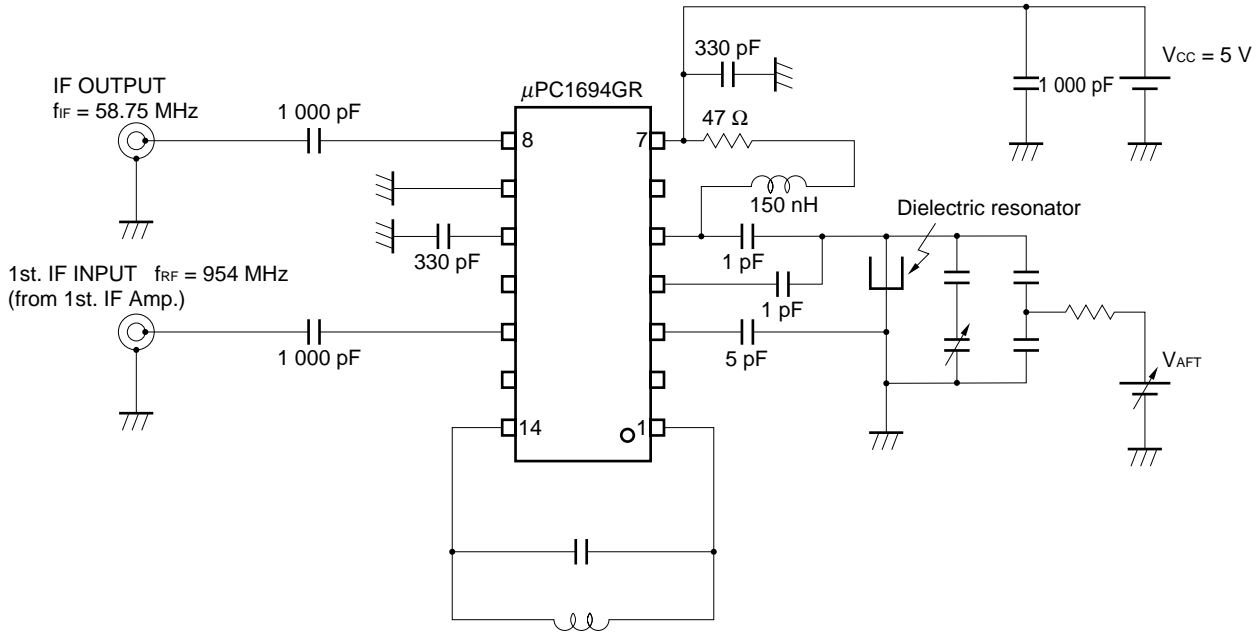 IF OUTPUT
fIF = 58.75 MHz
1 000 pF
µPC1694GR
330 pF
VCC = 5 V
1 000 pF
8
7
47 Ω
150 nH
330 pF
1 pF
Dielectric resonator
1st. IF INPUT fRF = 954 MHz
(from 1st. IF Amp.)
1 pF
1 000 pF
5 pF
VAFT
14
1